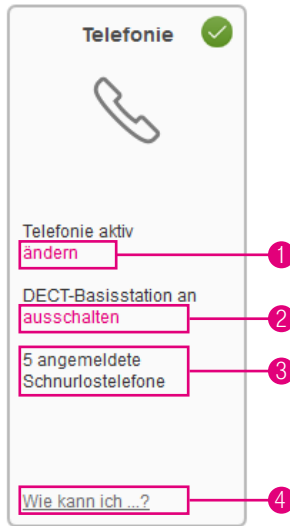 Telefonie
Telefonie aktiv
ändern
1
DECT-Basisstation an
ausschalten
2
5 angemeldete
3
Schnurlostelefone
Wie kann ich ...?
4